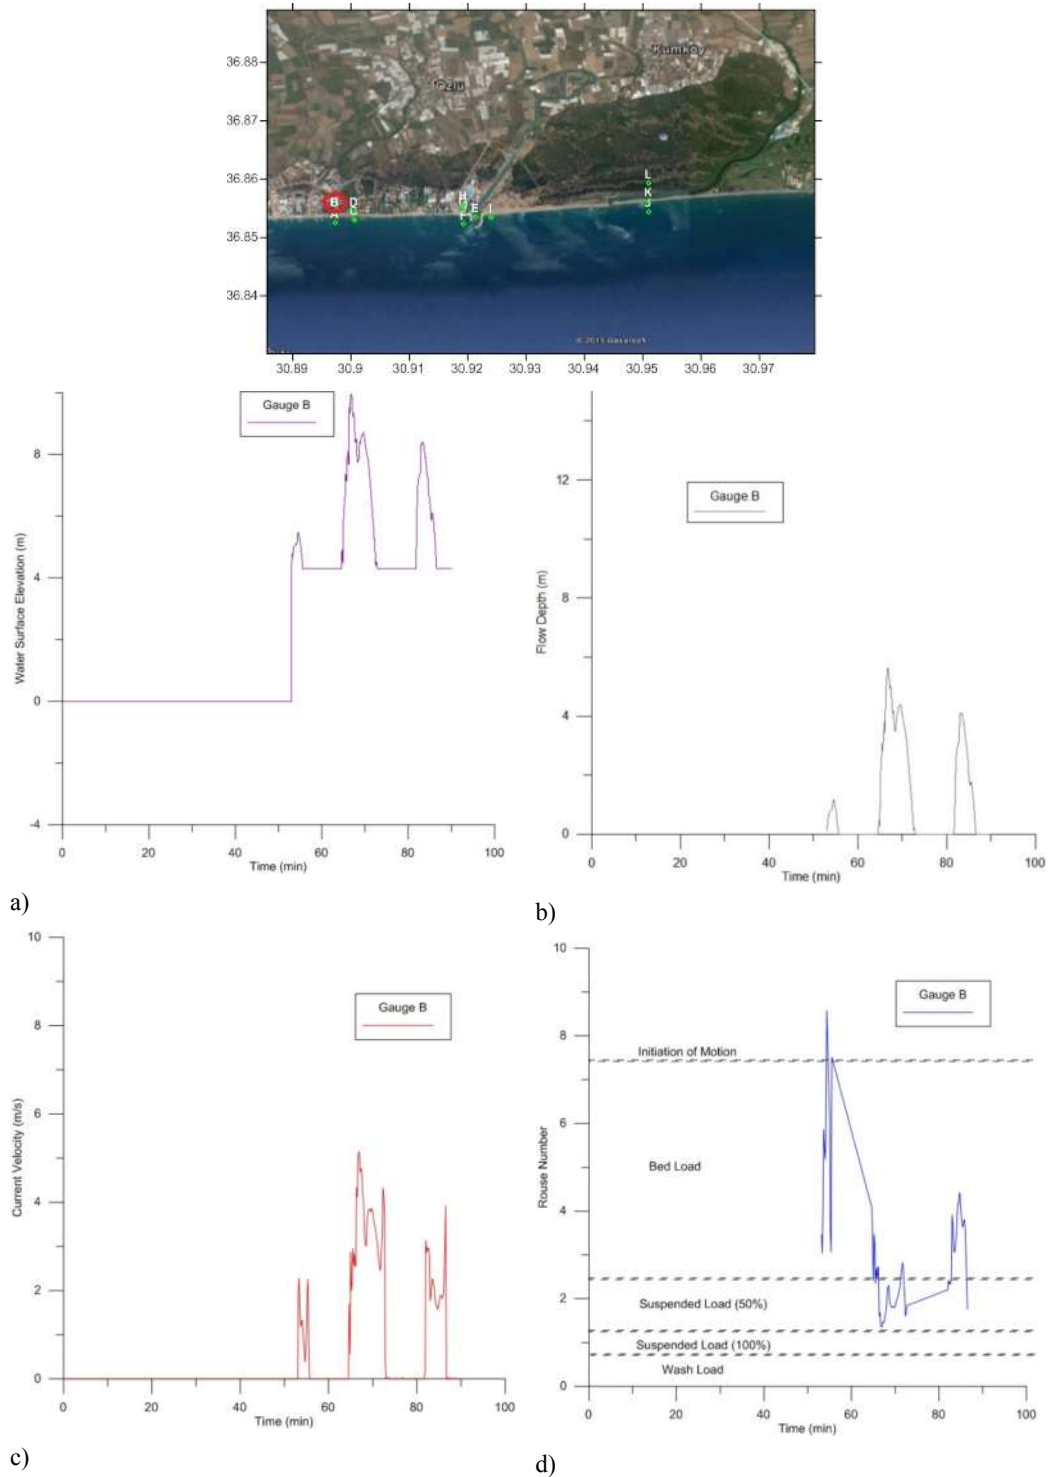 36.88
Kumköy
36.87
36.86
L
K
J
H
B
D
E
I
36.85
36.84
30.89
30.9
30.91
30.92
30.93
30.94
30.95
30.96
30.97
Gauge B
8
4
0
-4
Water Surface Elevation (m)
0
20
40
60
80
100
Time (min)
a)
Gauge B
12
8
4
0
Flow Depth (m)
0
20
40
60
80
100
Time (min)
b)
10
Gauge B
8
6
4
2
0
Current Velocity (m/s)
0
20
40
60
80
100
Time (min)
c)
10
Gauge B
8
Initiation of Motion
6
Bed Load
4
2
Suspended Load (50%)
Suspended Load (100%)
Wash Load
0
Rouse Number
0
20
40
60
80
100
Time (min)
d)